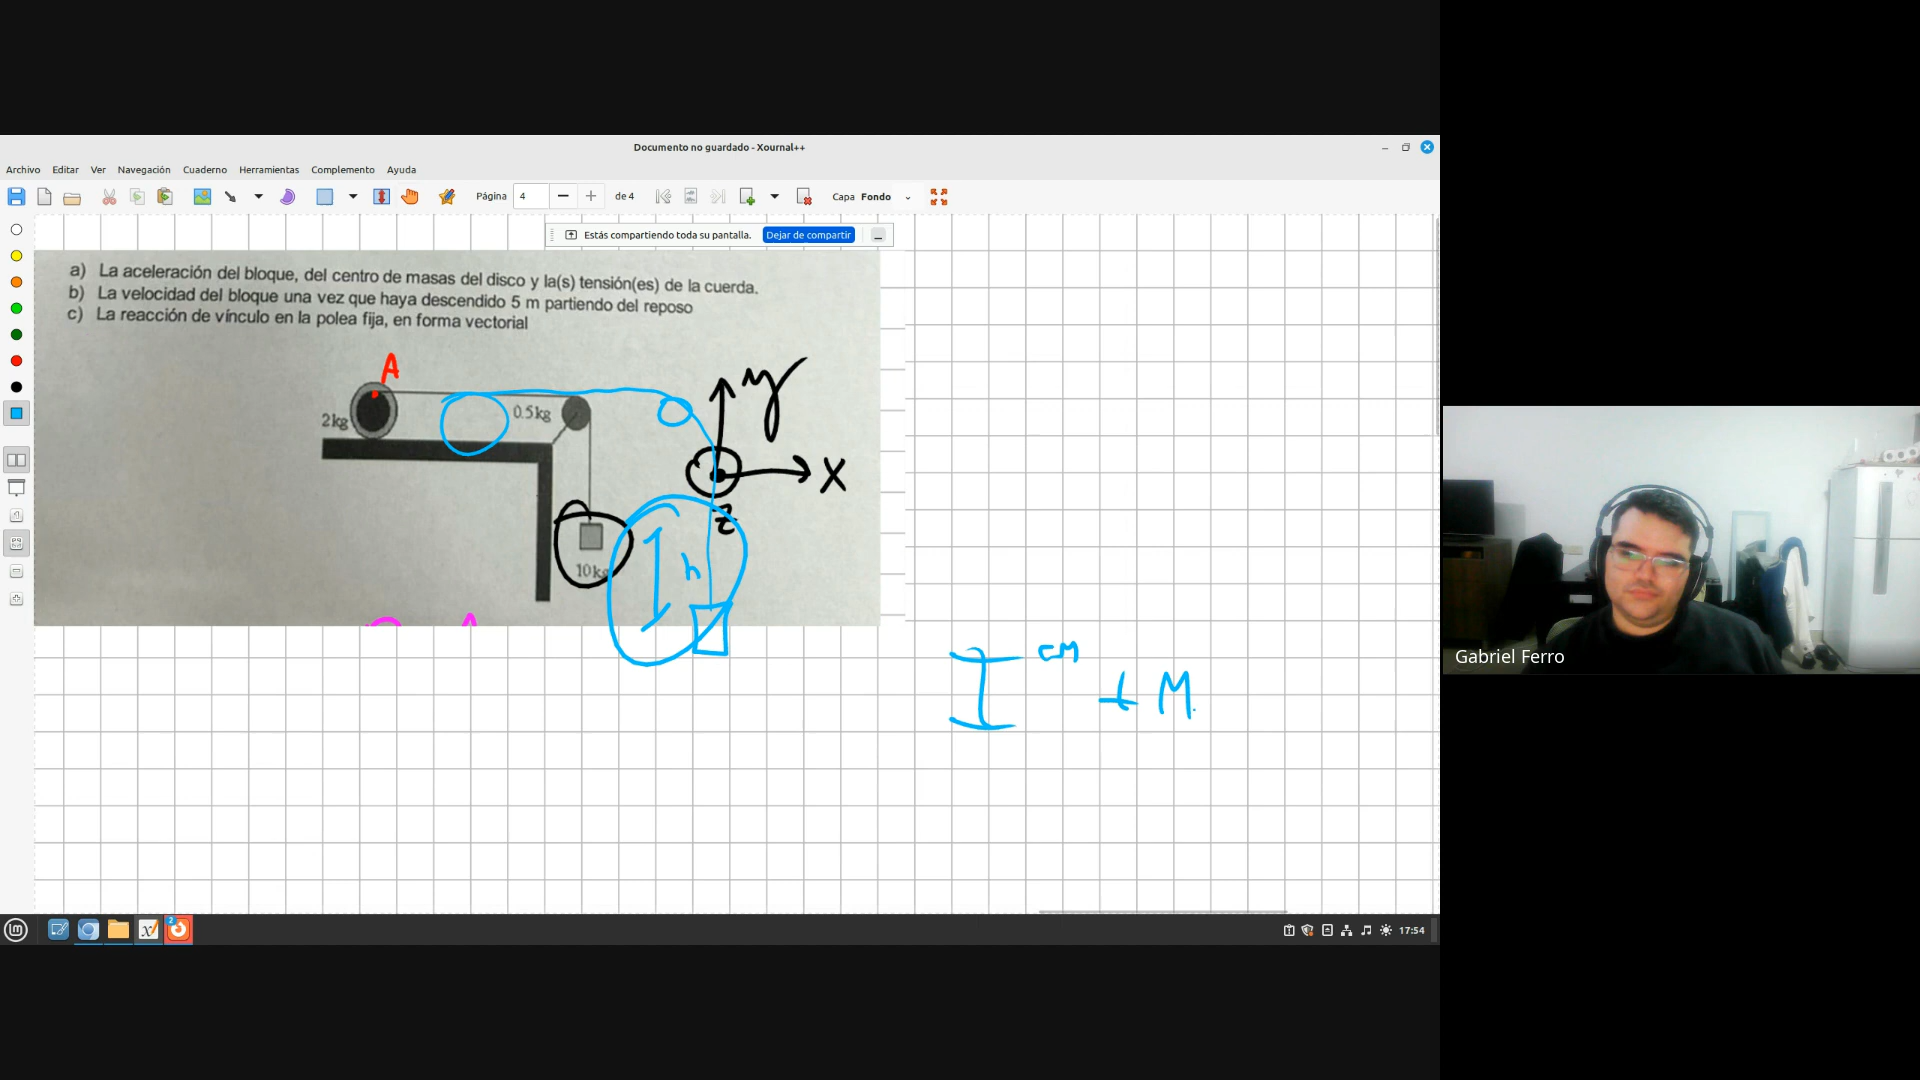 Documento no guardado - Xournal++
Archivo Editar Ver Navegación Cuaderno Herramientas Complemento Ayuda
Página 4 de 4 Capa Fondo
Estás compartiendo toda su pantalla. Dejar de compartir
a) La aceleración del bloque, del centro de masas del disco y la(s) tensión(es) de la cuerda.
b) La velocidad del bloque una vez que haya descendido 5 m partiendo del reposo
c) La reacción de vínculo en la polea fija, en forma vectorial
A
y
2kg
0.5kg
x
z
h
10kg
Gabriel Ferro
I cm + M
17:54